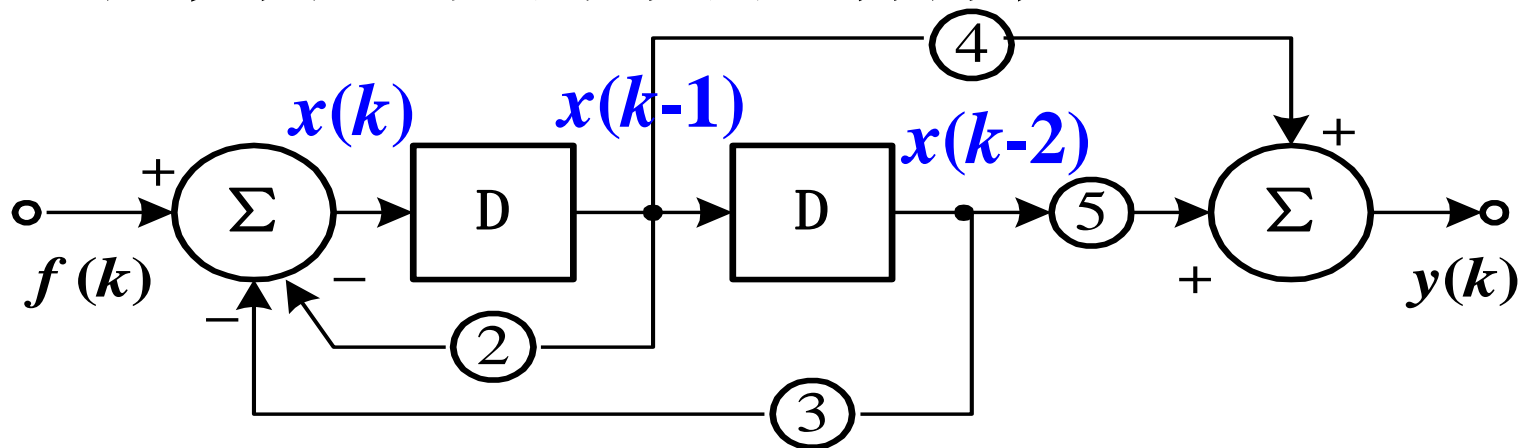 4
x(k)
x(k-1)
x(k-2)
+
+
Σ
D
D
5
Σ
f(k)
−
−
+
y(k)
2
3